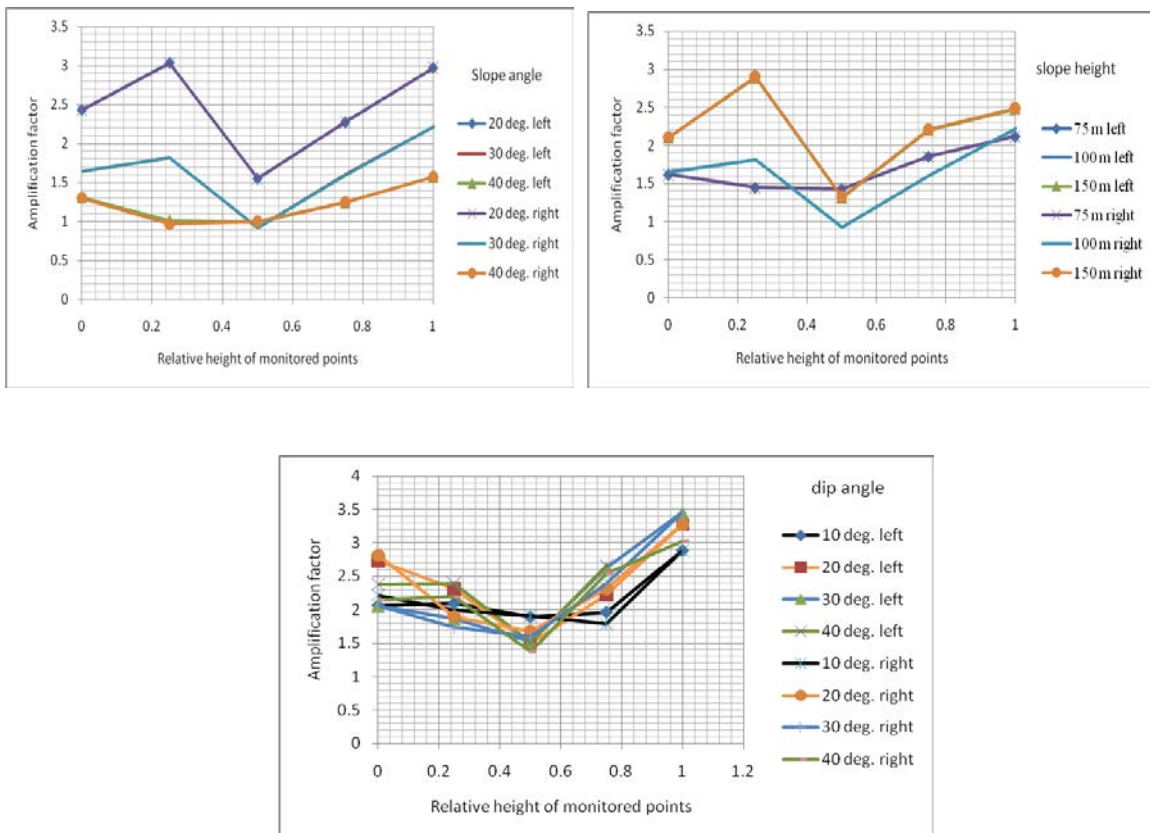 3.5
3
2.5
2
1.5
1
0.5
0
Amplification factor
0 0.2 0.4 0.6 0.8 1
Relative height of monitored points
Slope angle
20 deg. left
30 deg. left
40 deg. left
20 deg. right
30 deg. right
40 deg. right
3.5
3
2.5
2
1.5
1
0.5
0
Amplification factor
0 0.2 0.4 0.6 0.8 1
Relative height of monitored points
slope height
75 m left
100 m left
150 m left
75 m right
100 m right
150 m right
4
3.5
3
2.5
2
1.5
1
0.5
0
Amplification factor
0 0.2 0.4 0.6 0.8 1 1.2
Relative height of monitored points
dip angle
10 deg. left
20 deg. left
30 deg. left
40 deg. left
10 deg. right
20 deg. right
30 deg. right
40 deg. right